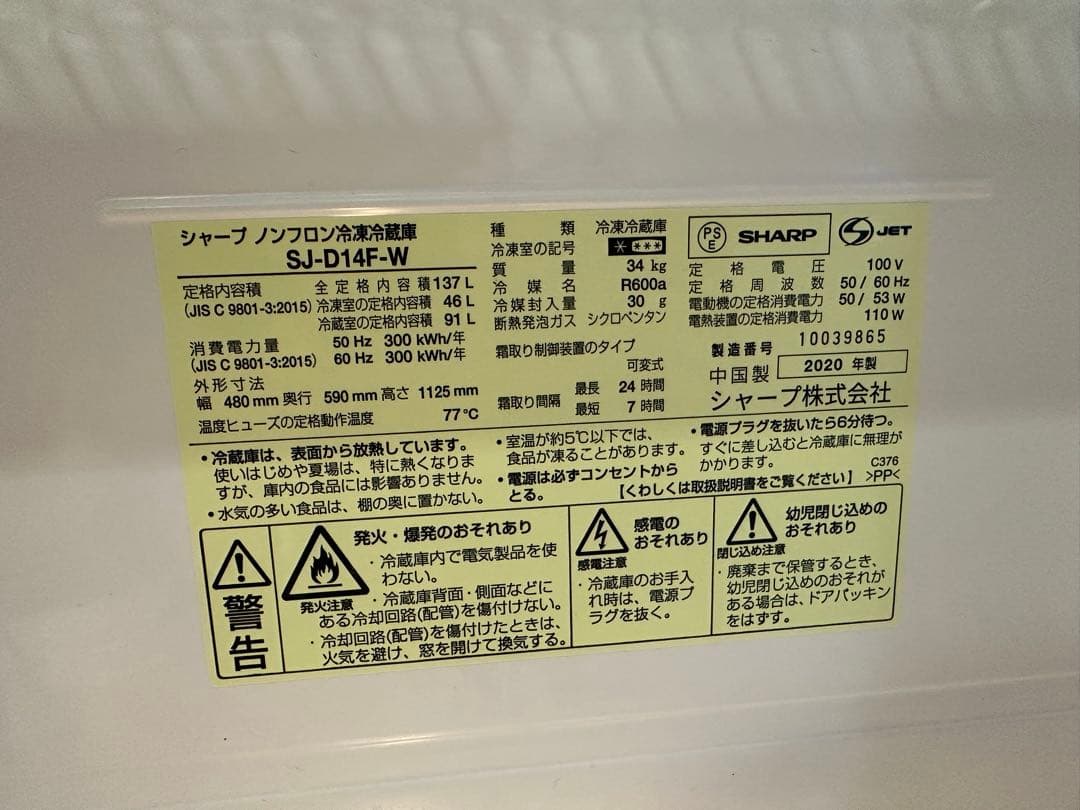 シャープ ノンフロン冷凍冷蔵庫
SJ-D14F-W
定格内容積 全定格内容積 137 L
(JIS C 9801-3:2015) 冷凍室の定格内容積 46 L
冷蔵室の定格内容積 91 L
消費電力量 50 Hz 300 kWh/年
(JIS C 9801-3:2015) 60 Hz 300 kWh/年
外形寸法
幅 480 mm 奥行 590 mm 高さ 1125 mm
温度ヒューズの定格動作温度 77℃
種類 冷凍冷蔵庫
冷凍室の記号 * ***
質量 34 kg
冷媒名 R600a
冷媒封入量 30 g
断熱発泡ガス シクロペンタン
霜取り制御装置のタイプ
可変式
霜取り間隔 最長 24 時間
最短 7 時間
PS
E
SHARP
JET
定格電圧 100 V
定格周波数 50 / 60 Hz
電動機の定格消費電力 50 / 53 W
電熱装置の定格消費電力 110 W
製造番号 10039865
中国製 2020 年製
シャープ株式会社
・冷蔵庫は、表面から放熱しています。
使いはじめや夏場は、特に熱くなりま
すが、庫内の食品には影響ありません。
・水気の多い食品は、棚の奥に置かない。
・室温が約5℃以下では、
食品が凍ることがあります。
・電源は必ずコンセントから
とる。
・電源プラグを抜いたら6分待つ。
すぐに差し込むと冷蔵庫に無理が
かかります。
C376
【くわしくは取扱説明書をご覧ください】 >PP<
警告
発火・爆発のおそれあり
発火注意
・冷蔵庫内で電気製品を使
わない。
・冷蔵庫背面・側面などに
ある冷却回路(配管)を傷付けない。
・冷却回路(配管)を傷付けたときは、
火気を避け、窓を開けて換気する。
感電の
おそれあり
感電注意
・冷蔵庫のお手入
れ時は、電源プ
ラグを抜く。
幼児閉じ込めの
おそれあり
閉じ込め注意
・廃棄まで保管するとき、
幼児閉じ込めのおそれが
ある場合は、ドアパッキン
をはずす。